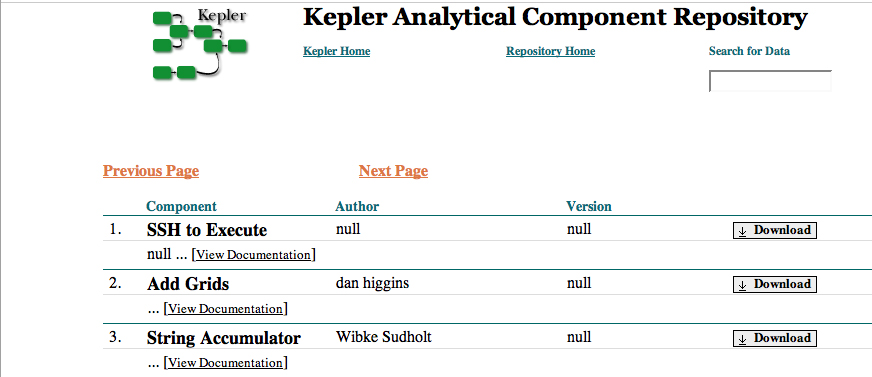 Kepler
Kepler Analytical Component Repository
Kepler Home Repository Home Search for Data
Previous Page Next Page
Component Author Version
1. SSH to Execute null null Download
null ... [View Documentation]
2. Add Grids dan higgins null Download
... [View Documentation]
3. String Accumulator Wibke Sudholt null Download
... [View Documentation]